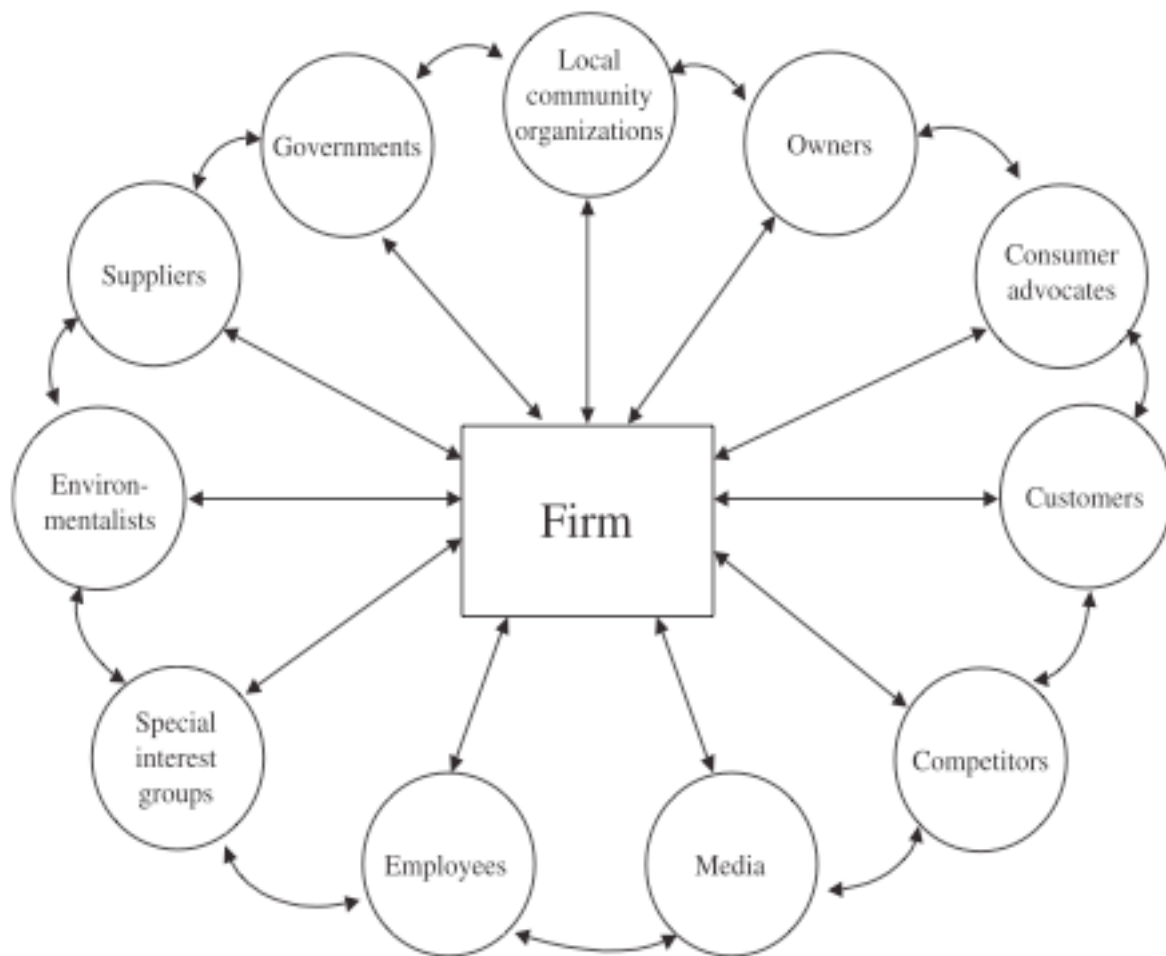 Local
community
organizations
Governments
Owners
Suppliers
Consumer
advocates
Environ-
mentalists
Firm
Customers
Special
interest
groups
Competitors
Employees
Media